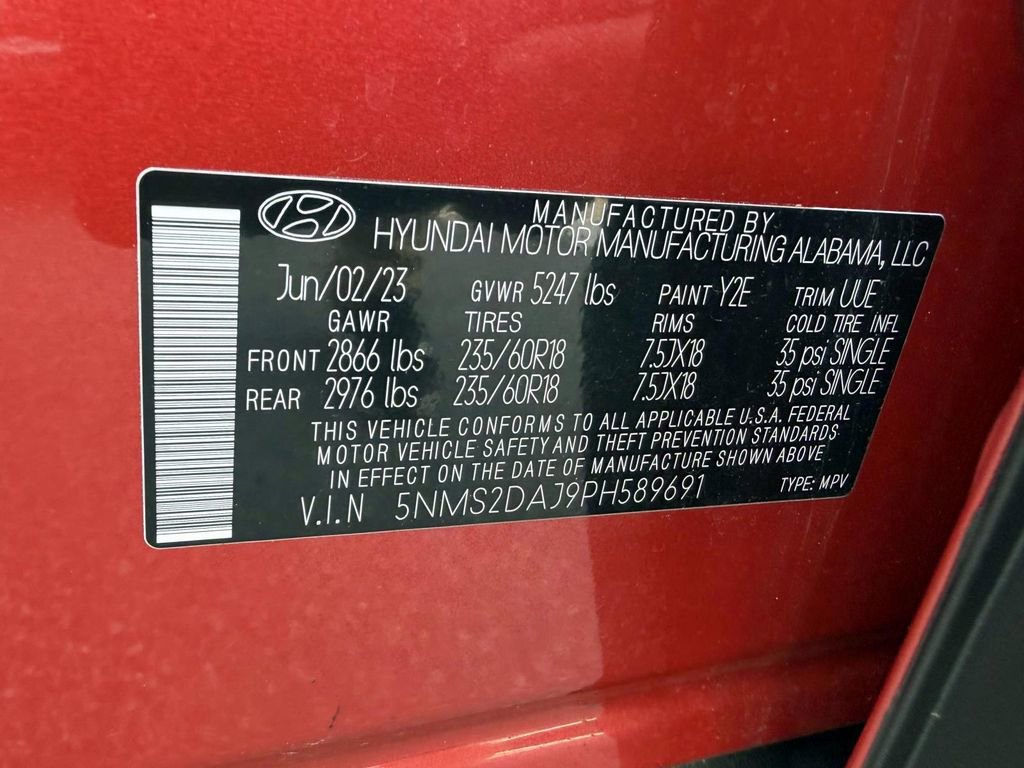 MANUFACTURED BY
HYUNDAI MOTOR MANUFACTURING ALABAMA, LLC
Jun/02/23 GVWR 5247 lbs PAINT Y2E TRIM UUE
GAWR TIRES RIMS COLD TIRE INFL
FRONT 2866 lbs 235/60R18 7.5JX18 35 psi SINGLE
REAR 2976 lbs 235/60R18 7.5JX18 35 psi SINGLE
THIS VEHICLE CONFORMS TO ALL APPLICABLE U.S.A. FEDERAL
MOTOR VEHICLE SAFETY AND THEFT PREVENTION STANDARDS
IN EFFECT ON THE DATE OF MANUFACTURE SHOWN ABOVE
V.I.N 5NMS2DAJ9PH589691 TYPE: MPV